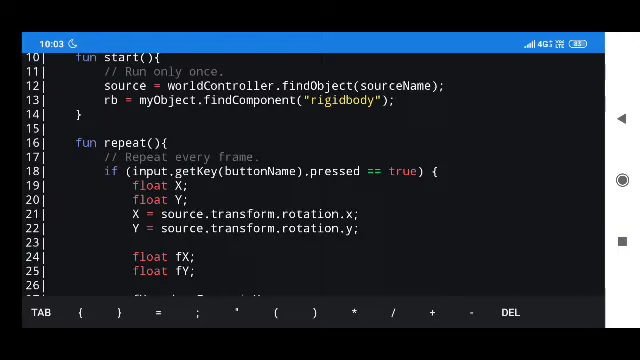 10:03 4G 83
10| fun start(){
11| // Run only once.
12| source = worldController.findObject(sourceName);
13| rb = myObject.findComponent("rigidbody");
14| }
15|
16| fun repeat(){
17| // Repeat every frame.
18| if (input.getKey(buttonName).pressed == true) {
19| float X;
20| float Y;
21| X = source.transform.rotation.x;
22| Y = source.transform.rotation.y;
23|
24| float fX;
25| float fY;
26|
TAB { } = ; " ( ) * / + - DEL